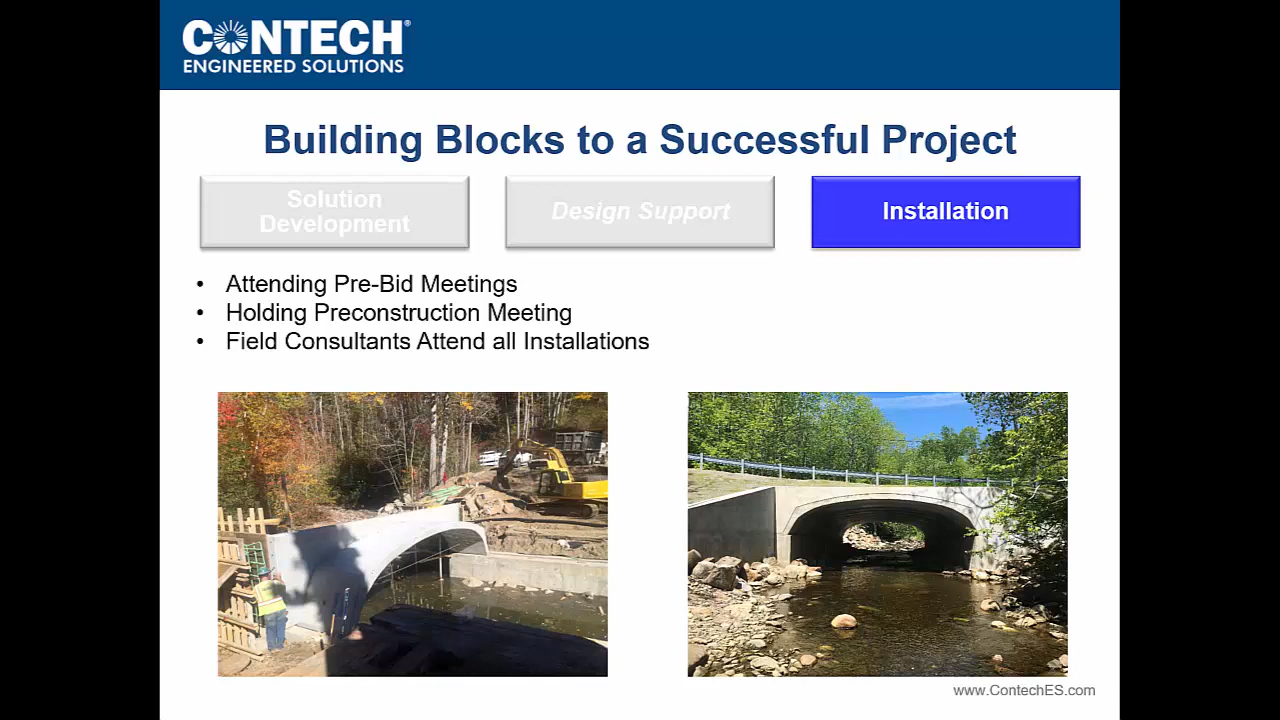 CONTECH®
ENGINEERED SOLUTIONS
Building Blocks to a Successful Project
Solution
Development
Design Support
Installation
• Attending Pre-Bid Meetings
• Holding Preconstruction Meeting
• Field Consultants Attend all Installations
www.ContechES.com